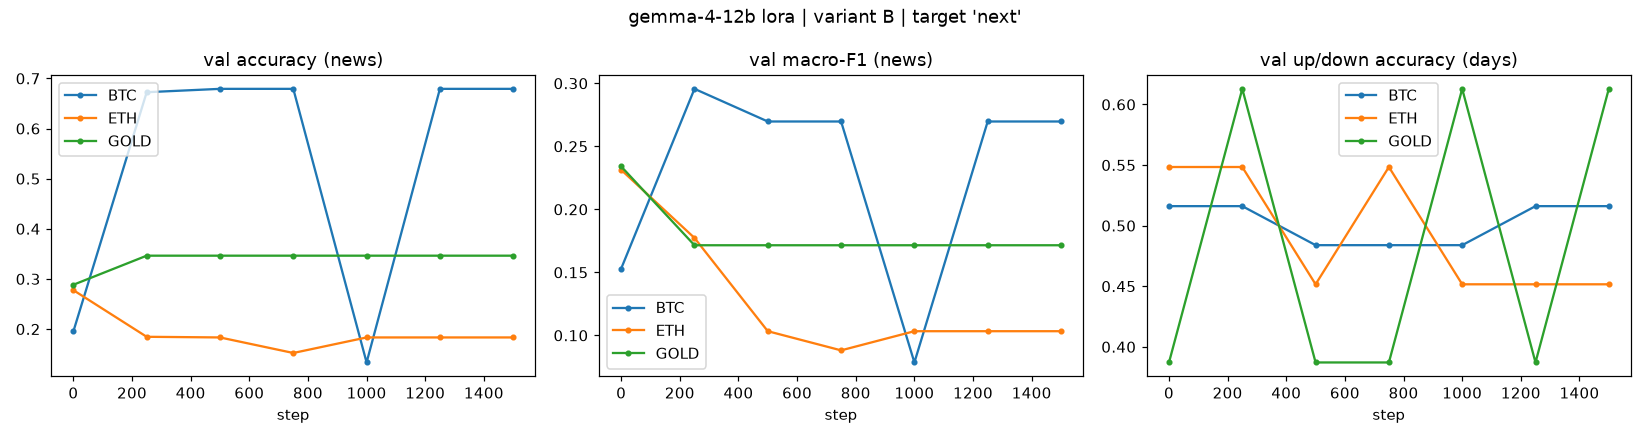 gemma-4-12b lora | variant B | target 'next'
val accuracy (news)
0.7
0.6
0.5
0.4
0.3
0.2
BTC
ETH
GOLD
0 200 400 600 800 1000 1200 1400
step
val macro-F1 (news)
0.30
0.25
0.20
0.15
0.10
BTC
ETH
GOLD
0 200 400 600 800 1000 1200 1400
step
val up/down accuracy (days)
0.60
0.55
0.50
0.45
0.40
BTC
ETH
GOLD
0 200 400 600 800 1000 1200 1400
step